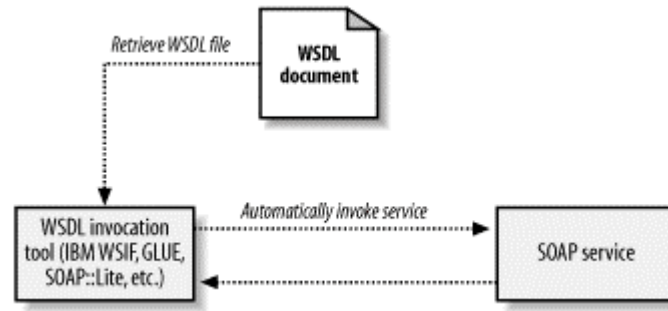 Retrieve WSDL file
WSDL
document
Automatically invoke service
WSDL invocation
tool (IBM WSIF, GLUE,
SOAP::Lite, etc.)
SOAP service